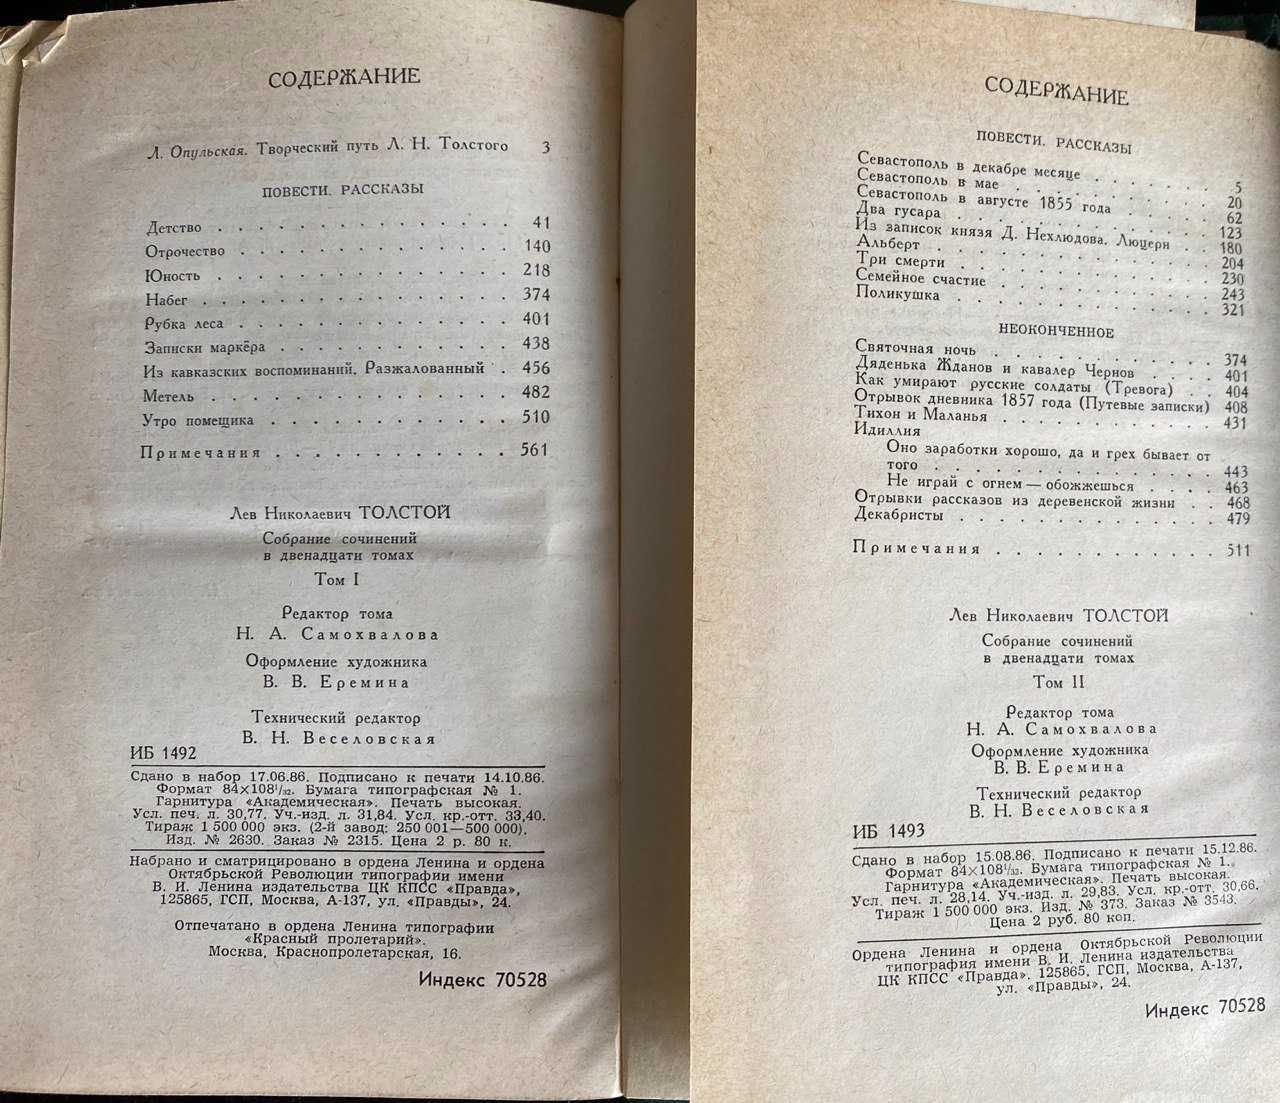 СОДЕРЖАНИЕ
Л. Опульская. Творческий путь Л. Н. Толстого 3
ПОВЕСТИ. РАССКАЗЫ
Детство . . . . . . . . . . . . . . . 41
Отрочество . . . . . . . . . . . . . . 140
Юность . . . . . . . . . . . . . . . 218
Набег . . . . . . . . . . . . . . . . 374
Рубка леса . . . . . . . . . . . . . . 401
Записки маркёра . . . . . . . . . . . . 438
Из кавказских воспоминаний. Разжалованный . 456
Метель . . . . . . . . . . . . . . . 482
Утро помещика . . . . . . . . . . . . 510
Примечания . . . . . . . . . . . . 561
Лев Николаевич ТОЛСТОЙ
Собрание сочинений
в двенадцати томах
Том I
Редактор тома
Н. А. Самохвалова
Оформление художника
В. В. Еремина
Технический редактор
В. Н. Веселовская
ИБ 1492
Сдано в набор 17.06.86. Подписано к печати 14.10.86.
Формат 84×108¹/₃₂. Бумага типографская № 1.
Гарнитура «Академическая». Печать высокая.
Усл. печ. л. 30,77. Уч.-изд. л. 31,84. Усл. кр.-отт. 33,40.
Тираж 1 500 000 экз. (2-й завод: 250 001—500 000).
Изд. № 2630. Заказ № 2315. Цена 2 р. 80 к.
Набрано и сматрицировано в ордена Ленина и ордена
Октябрьской Революции типографии имени
В. И. Ленина издательства ЦК КПСС «Правда»,
125865, ГСП, Москва, А-137, ул. «Правды», 24.
Отпечатано в ордена Ленина типографии
«Красный пролетарий».
Москва, Краснопролетарская, 16.
Индекс 70528
СОДЕРЖАНИЕ
ПОВЕСТИ. РАССКАЗЫ
Севастополь в декабре месяце . . . . . . . 5
Севастополь в мае . . . . . . . . . . . 20
Севастополь в августе 1855 года . . . . . 62
Два гусара . . . . . . . . . . . . . 123
Из записок князя Д. Нехлюдова. Люцерн . . 180
Альберт . . . . . . . . . . . . . . 204
Три смерти . . . . . . . . . . . . . 230
Семейное счастие . . . . . . . . . . . 243
Поликушка . . . . . . . . . . . . . 321
НЕОКОНЧЕННОЕ
Святочная ночь . . . . . . . . . . . . 374
Дяденька Жданов и кавалер Чернов . . . . 401
Как умирают русские солдаты (Тревога) . . 404
Отрывок дневника 1857 года (Путевые записки) 408
Тихон и Маланья . . . . . . . . . . . 431
Идиллия
Оно заработки хорошо, да и грех бывает от
того . . . . . . . . . . . . . . 443
Не играй с огнем — обожжешься . . . . 463
Отрывки рассказов из деревенской жизни . . 468
Декабристы . . . . . . . . . . . . . 479
Примечания . . . . . . . . . . . . 511
Лев Николаевич ТОЛСТОЙ
Собрание сочинений
в двенадцати томах
Том II
Редактор тома
Н. А. Самохвалова
Оформление художника
В. В. Еремина
Технический редактор
В. Н. Веселовская
ИБ 1493
Сдано в набор 15.08.86. Подписано к печати 15.12.86.
Формат 84×108¹/₃₂. Бумага типографская № 1.
Гарнитура «Академическая». Печать высокая.
Усл. печ. л. 28,14. Уч.-изд. л. 29,83. Усл. кр.-отт. 30,66.
Тираж 1 500 000 экз. Изд. № 373. Заказ № 3543.
Цена 2 руб. 80 коп.
Ордена Ленина и ордена Октябрьской Революции
типография имени В. И. Ленина издательства
ЦК КПСС «Правда». 125865, ГСП, Москва, А-137,
ул. «Правды», 24.
Индекс 70528